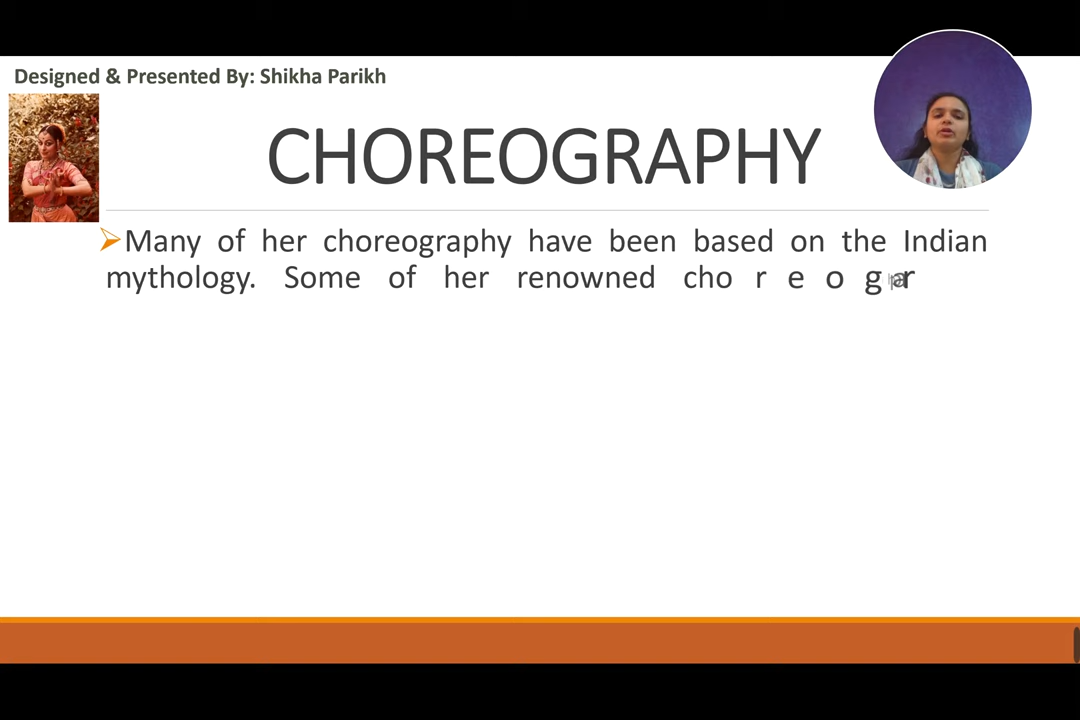 Designed & Presented By: Shikha Parikh
CHOREOGRAPHY
➢Many of her choreography have been based on the Indian
mythology. Some of her renowned cho r e o g